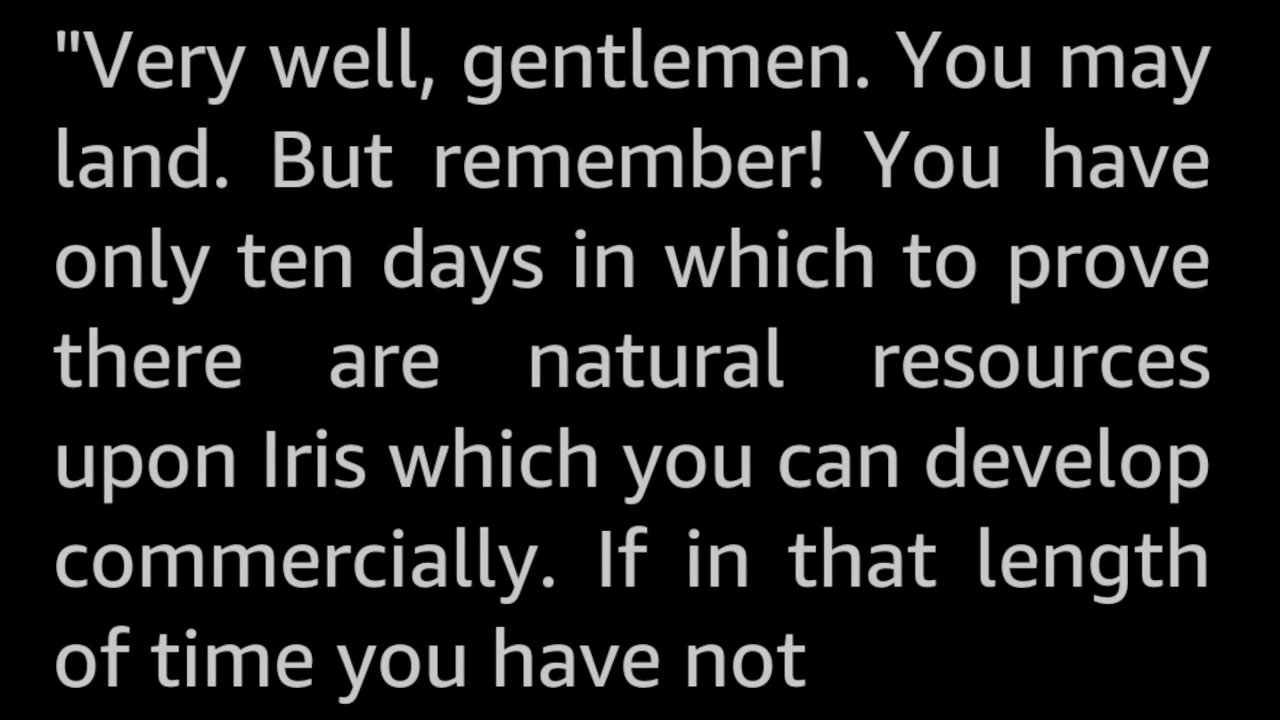 "Very well, gentlemen. You may
land. But remember! You have
only ten days in which to prove
there are natural resources
upon Iris which you can develop
commercially. If in that length
of time you have not